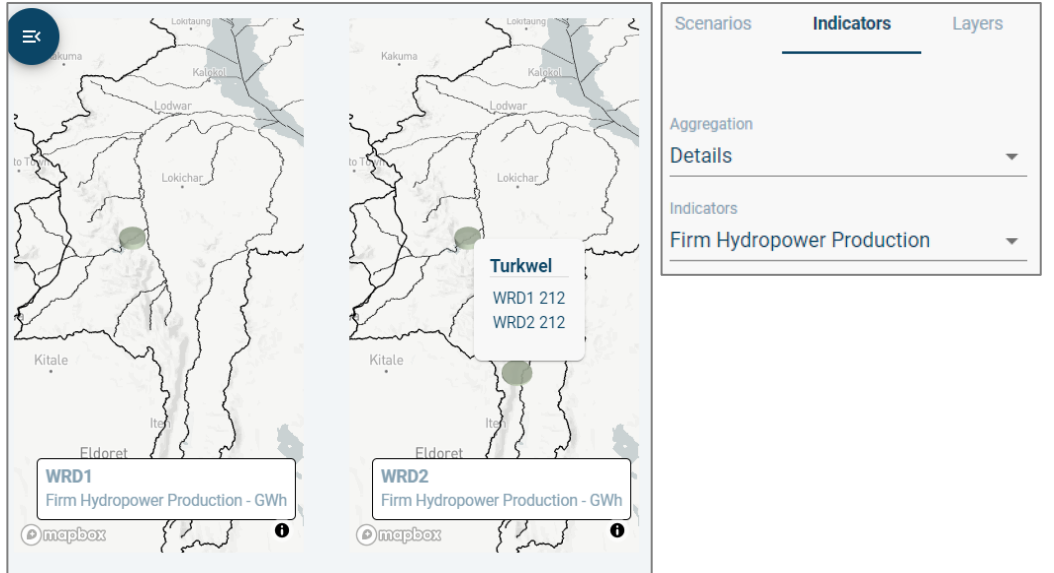 Lokitaung
Kakuma
Kalokol
Lodwar
to Town
Lokichar
Kitale
Iten
Eldoret
WRD1
Firm Hydropower Production - GWh
mapbox
Lokitaung
Kakuma
Kalokol
Lodwar
to Town
Lokichar
Turkwel
WRD1 212
WRD2 212
Kitale
Iten
Eldoret
WRD2
Firm Hydropower Production - GWh
mapbox
Scenarios Indicators Layers
Aggregation
Details
Indicators
Firm Hydropower Production